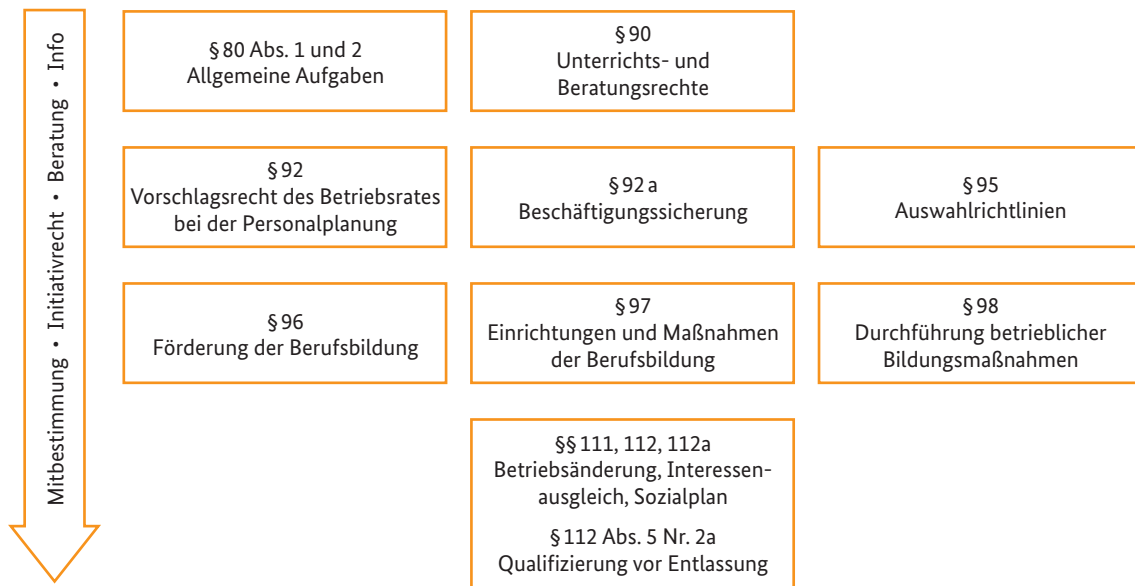 Mitbestimmung • Initiativrecht • Beratung • Info
§ 80 Abs. 1 und 2
Allgemeine Aufgaben
§ 90
Unterrichts- und
Beratungsrechte
§ 92
Vorschlagsrecht des Betriebsrates
bei der Personalplanung
§ 92 a
Beschäftigungssicherung
§ 95
Auswahlrichtlinien
§ 96
Förderung der Berufsbildung
§ 97
Einrichtungen und Maßnahmen
der Berufsbildung
§ 98
Durchführung betrieblicher
Bildungsmaßnahmen
§§ 111, 112, 112a
Betriebsänderung, Interessen-
ausgleich, Sozialplan
§ 112 Abs. 5 Nr. 2a
Qualifizierung vor Entlassung